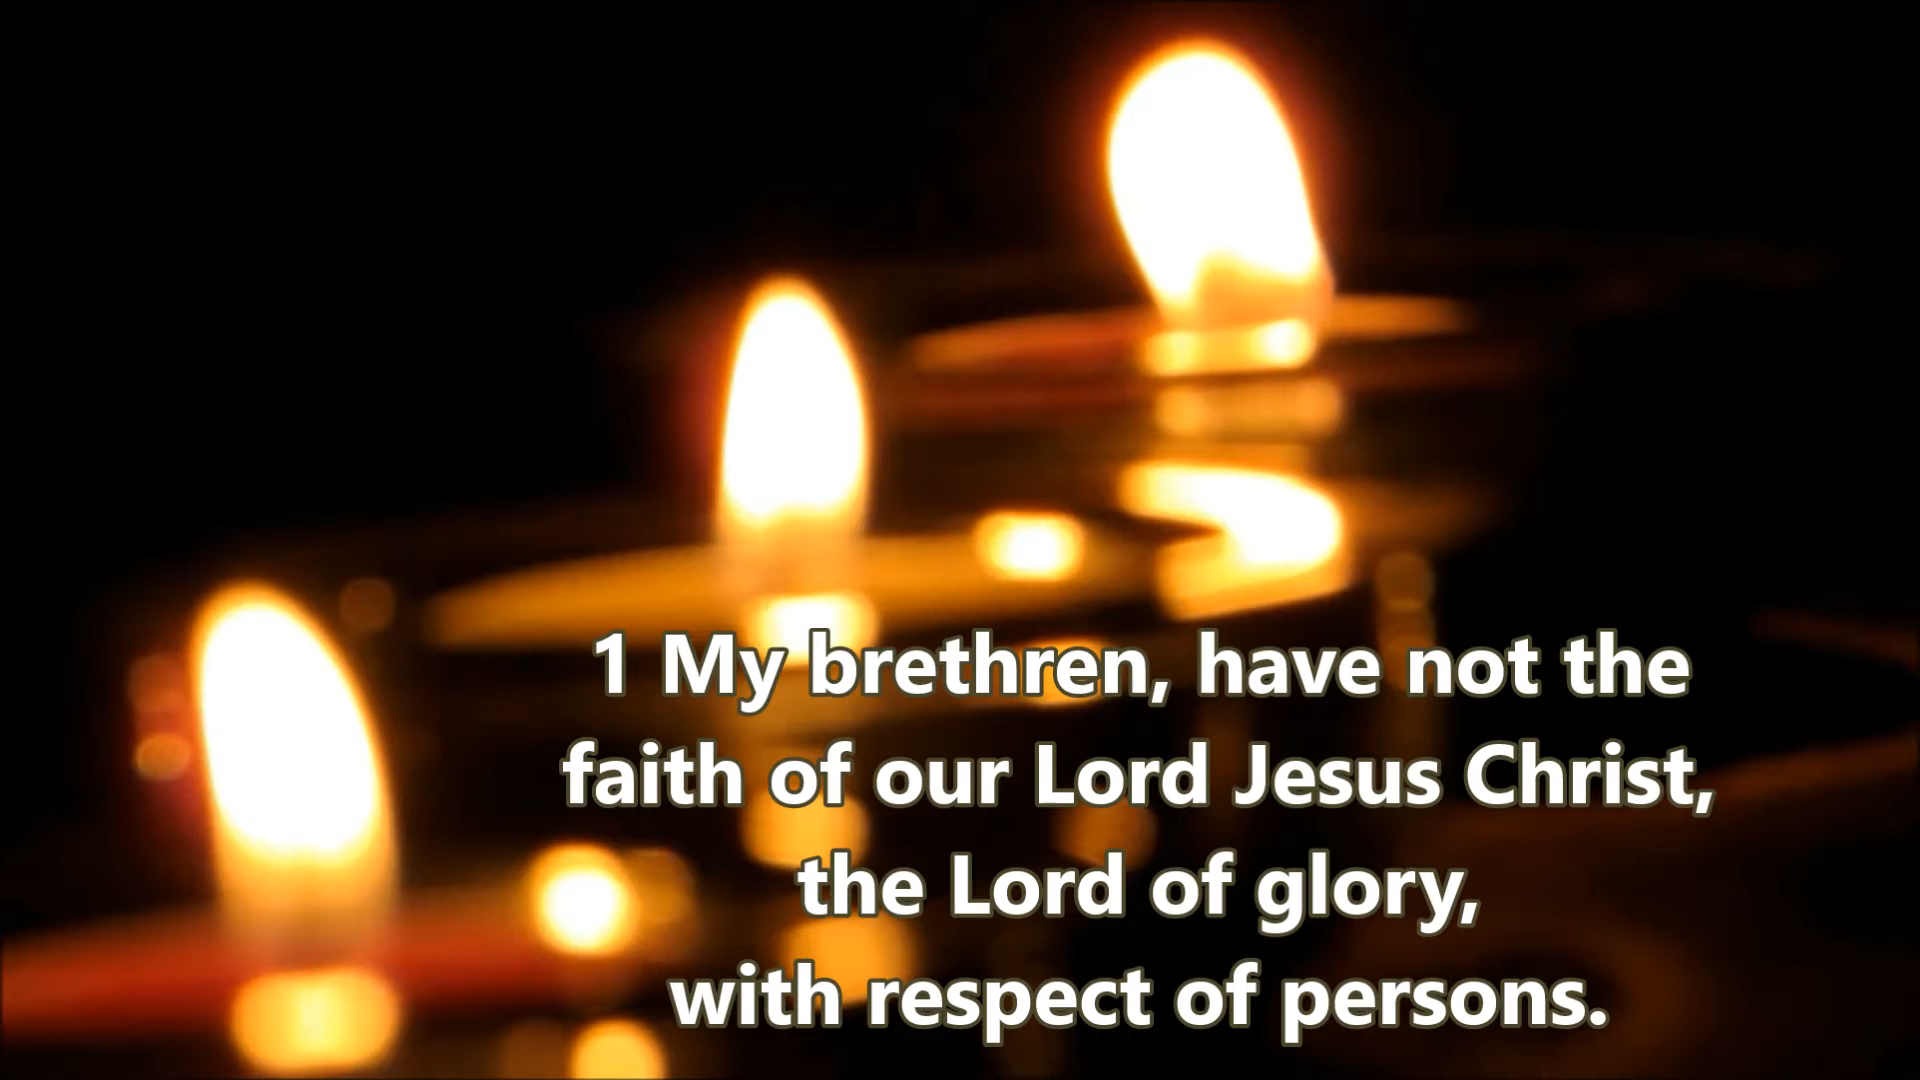 1 My brethren, have not the
faith of our Lord Jesus Christ,
the Lord of glory,
with respect of persons.